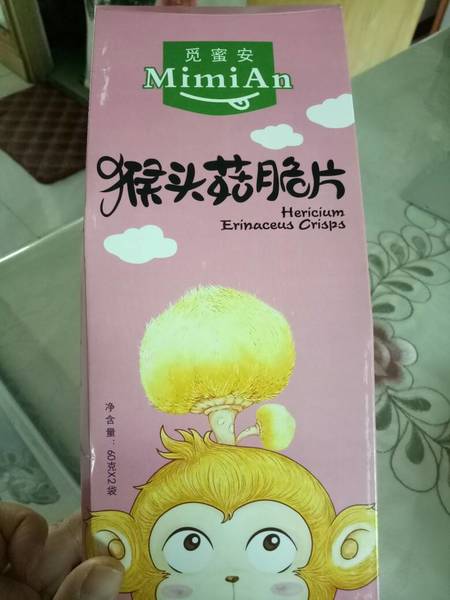 觅蜜安
MimiAn
猴头菇脆片
Hericium
Erinaceus Crisps
净含量：60克X2袋